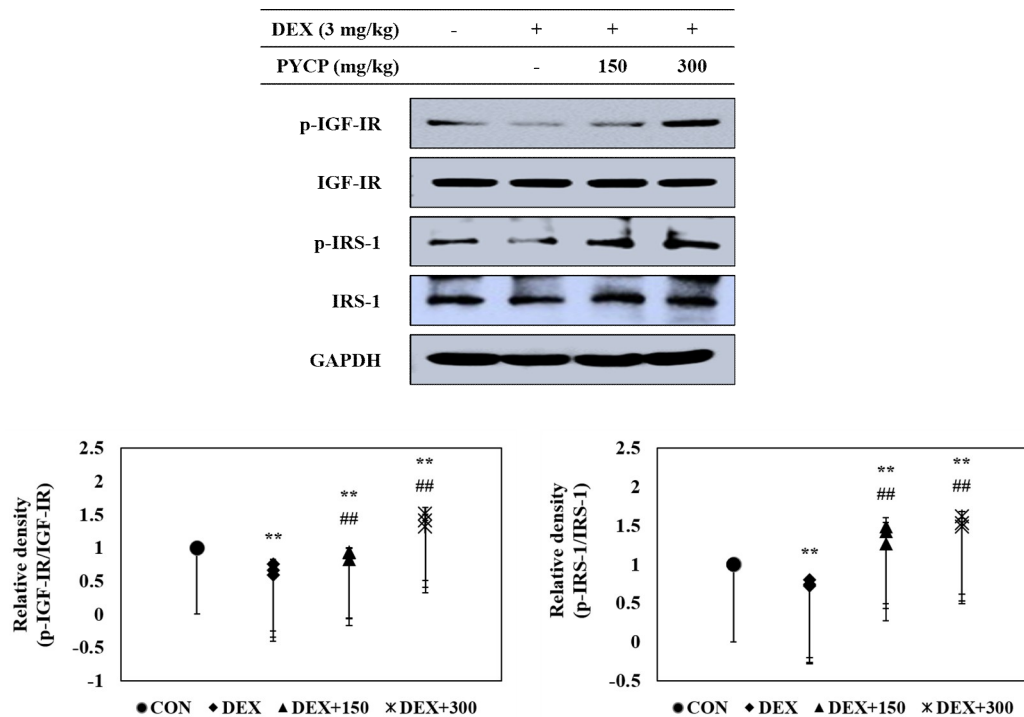 DEX (3 mg/kg) - + + +
PYCP (mg/kg) - 150 300
p-IGF-IR
IGF-IR
p-IRS-1
IRS-1
GAPDH
Relative density
(p-IGF-IR/IGF-IR)
2.5
2
1.5
1
0.5
0
-0.5
-1
**
**
##
**
##
●CON ◆DEX ▲DEX+150 ж DEX+300
Relative density
(p-IRS-1/IRS-1)
2.5
2
1.5
1
0.5
0
-0.5
**
**
##
**
##
●CON ◆DEX ▲DEX+150 ж DEX+300